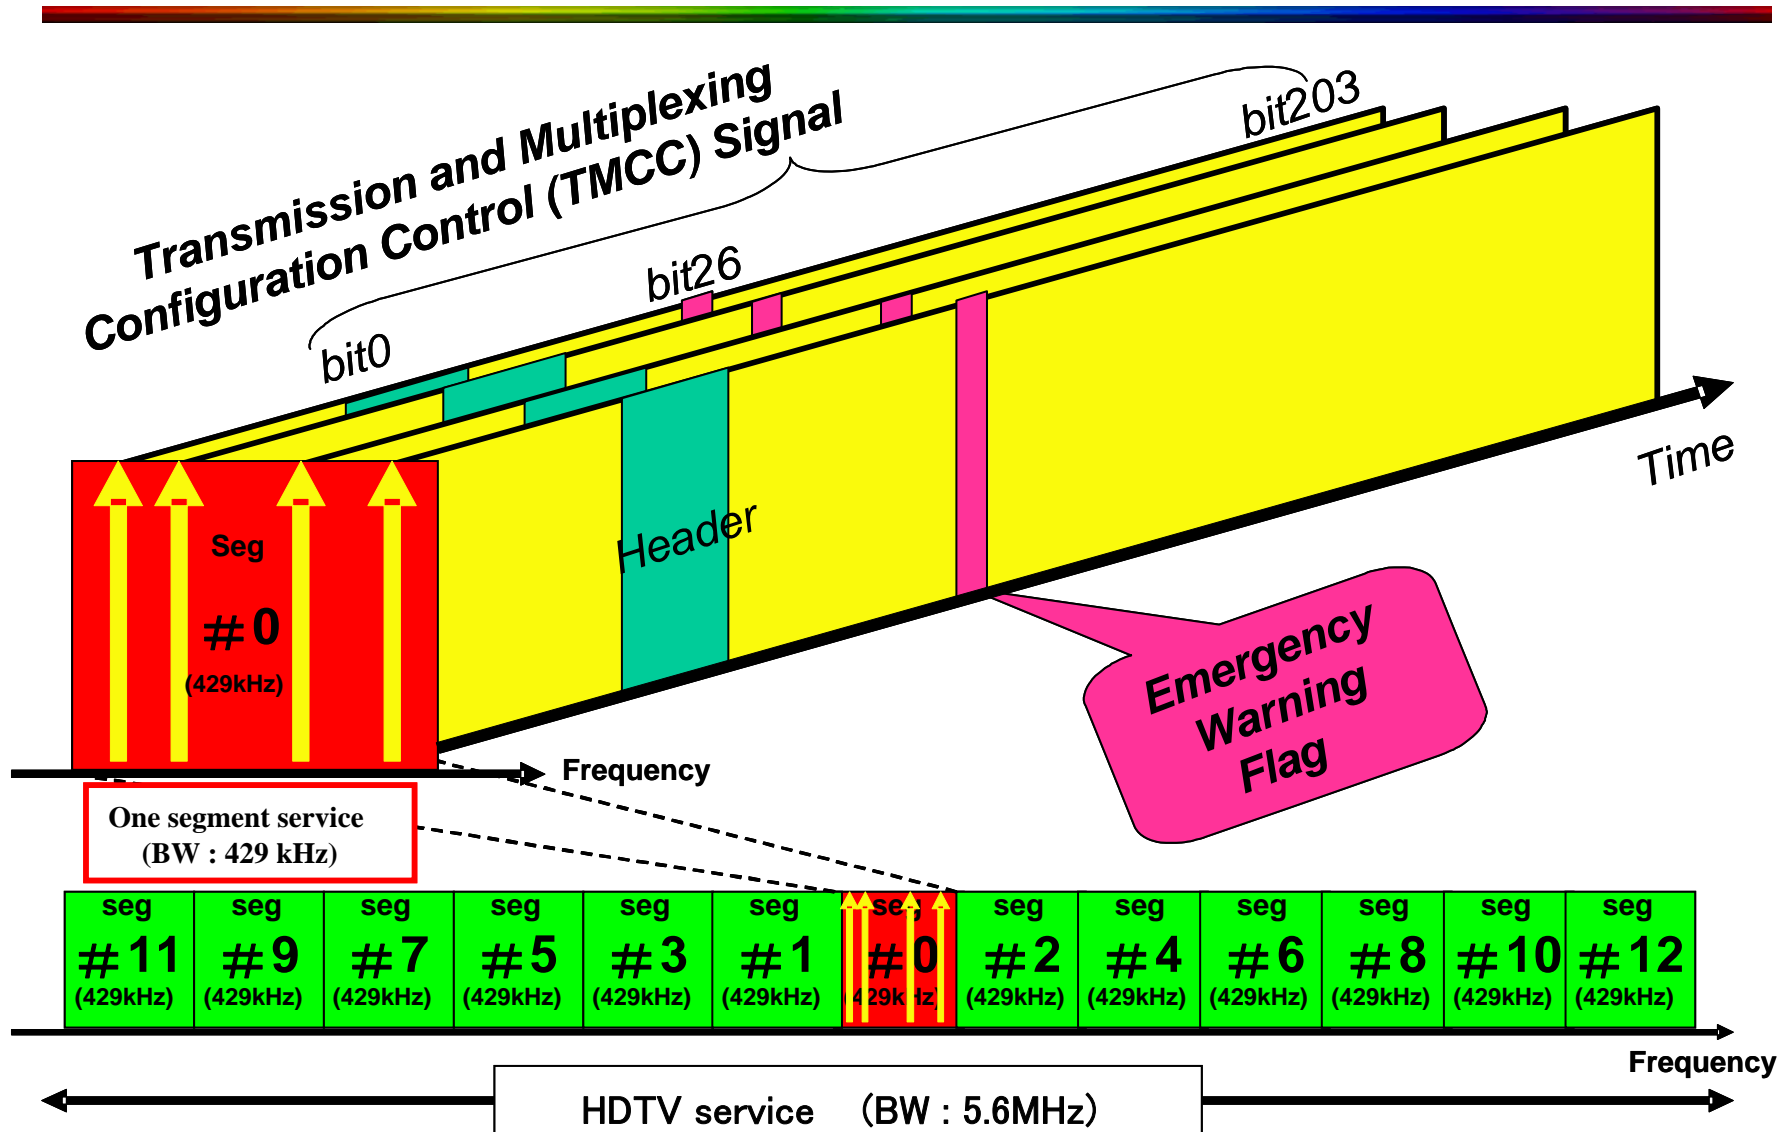 Transmission and Multiplexing
Configuration Control (TMCC) Signal
bit203
bit26
bit0
Time
Header
Seg
#0
(429kHz)
Emergency
Warning
Flag
Frequency
One segment service
(BW : 429 kHz)
seg seg seg seg seg seg seg seg seg seg seg seg seg
#11 #9 #7 #5 #3 #1 #0 #2 #4 #6 #8 #10 #12
(429kHz) (429kHz) (429kHz) (429kHz) (429kHz) (429kHz) (429kHz) (429kHz) (429kHz) (429kHz) (429kHz) (429kHz) (429kHz)
Frequency
HDTV service (BW : 5.6MHz)